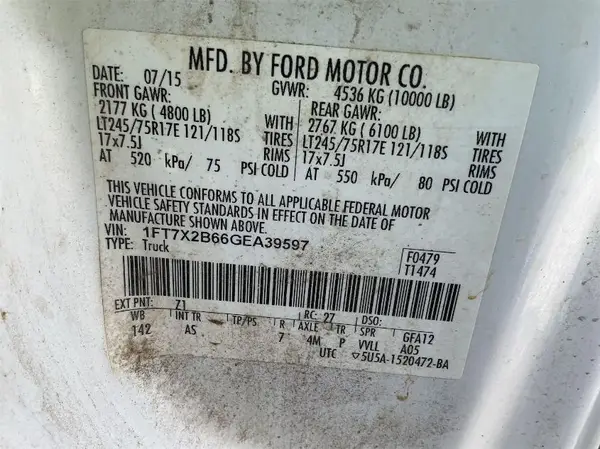 MFD. BY FORD MOTOR CO.
DATE: 07/15 GVWR: 4536 KG (10000 LB)
FRONT GAWR: REAR GAWR:
2177 KG ( 4800 LB) WITH 2767 KG ( 6100 LB) WITH
LT245/75R17E 121/118S TIRES LT245/75R17E 121/118S TIRES
17x7.5J RIMS 17x7.5J RIMS
AT 520 kPa/ 75 PSI COLD AT 550 kPa/ 80 PSI COLD
THIS VEHICLE CONFORMS TO ALL APPLICABLE FEDERAL MOTOR
VEHICLE SAFETY STANDARDS IN EFFECT ON THE DATE OF
MANUFACTURE SHOWN ABOVE.
VIN: 1FT7X2B66GEA39597
TYPE: Truck
F0479
T1474
EXT PNT: Z1 RC: 27 DSO:
WB INT TR TP/PS R AXLE TR SPR GFA12
142 AS 7 4M P VVLL A05
UTC ▽5U5A-1520472-BA